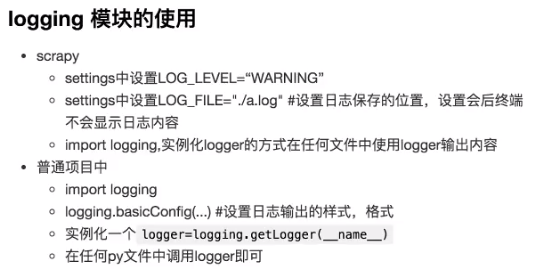 logging 模块的使用
scrapy
settings中设置LOG_LEVEL=“WARNING”
settings中设置LOG_FILE="./a.log" #设置日志保存的位置，设置会后终端
不会显示日志内容
import logging,实例化logger的方式在任何文件中使用logger输出内容
普通项目中
import logging
logging.basicConfig(...) #设置日志输出的样式，格式
实例化一个 logger=logging.getLogger(__name__)
在任何py文件中调用logger即可